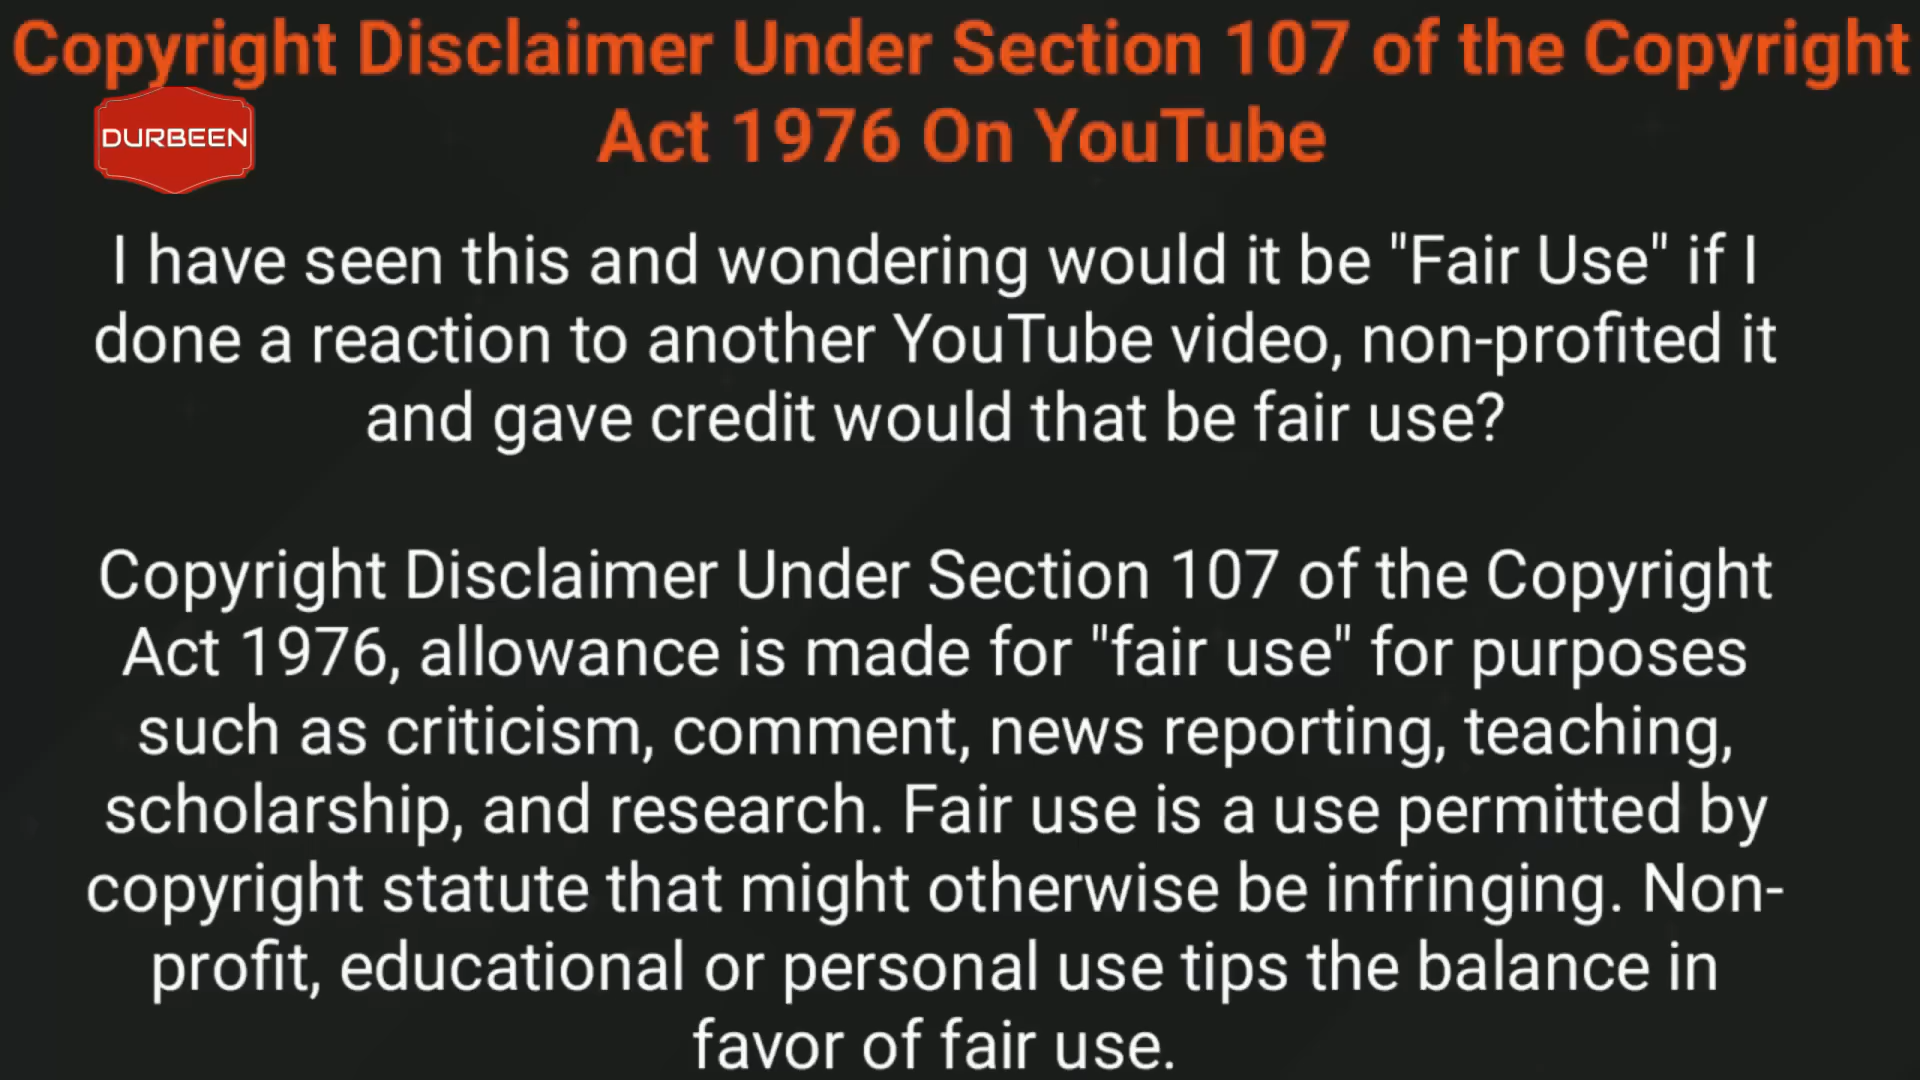 Copyright Disclaimer Under Section 107 of the Copyright
Act 1976 On YouTube
DURBEEN
I have seen this and wondering would it be "Fair Use" if I
done a reaction to another YouTube video, non-profited it
and gave credit would that be fair use?
Copyright Disclaimer Under Section 107 of the Copyright
Act 1976, allowance is made for "fair use" for purposes
such as criticism, comment, news reporting, teaching,
scholarship, and research. Fair use is a use permitted by
copyright statute that might otherwise be infringing. Non-
profit, educational or personal use tips the balance in
favor of fair use.